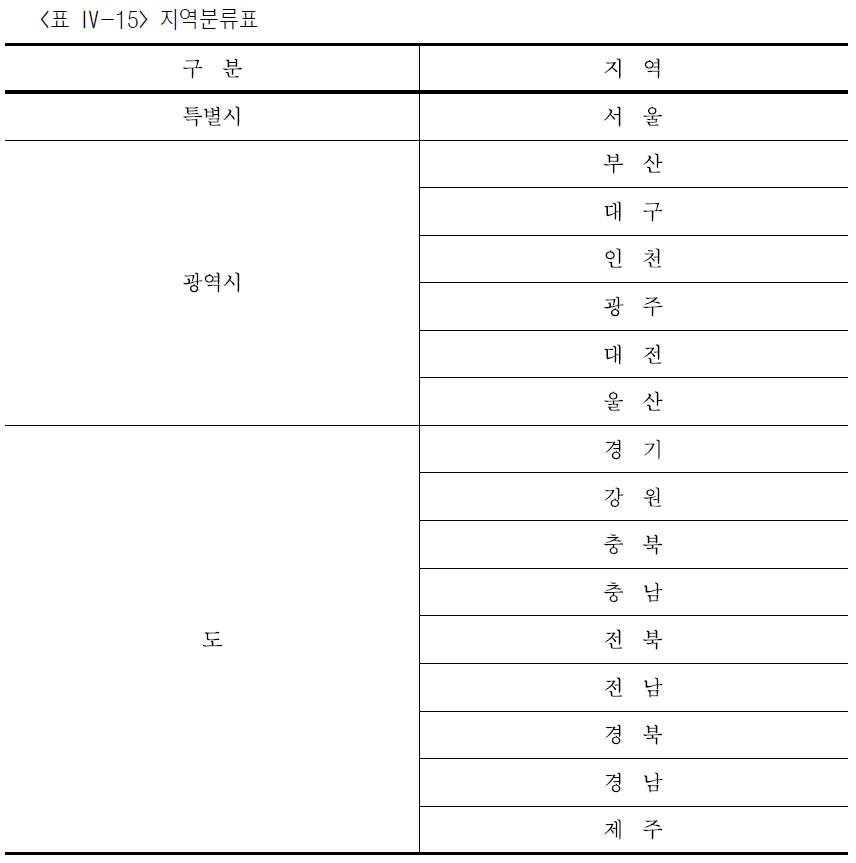 <표 Ⅳ-15> 지역분류표
구 분 지 역
특별시 서 울
광역시 부 산
대 구
인 천
광 주
대 전
울 산
도 경 기
강 원
충 북
충 남
전 북
전 남
경 북
경 남
제 주